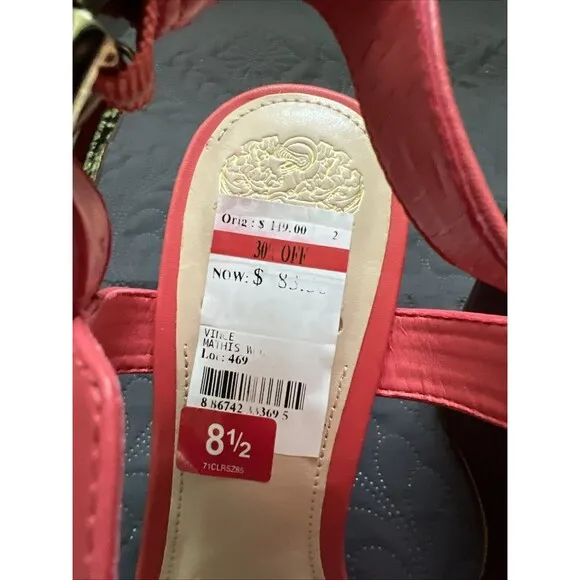 Orig: $ 149.00 2
30% OFF
NOW: $
VINCE
MATHIS
Loc: 469
8 86742
8½
71CLRSZ85